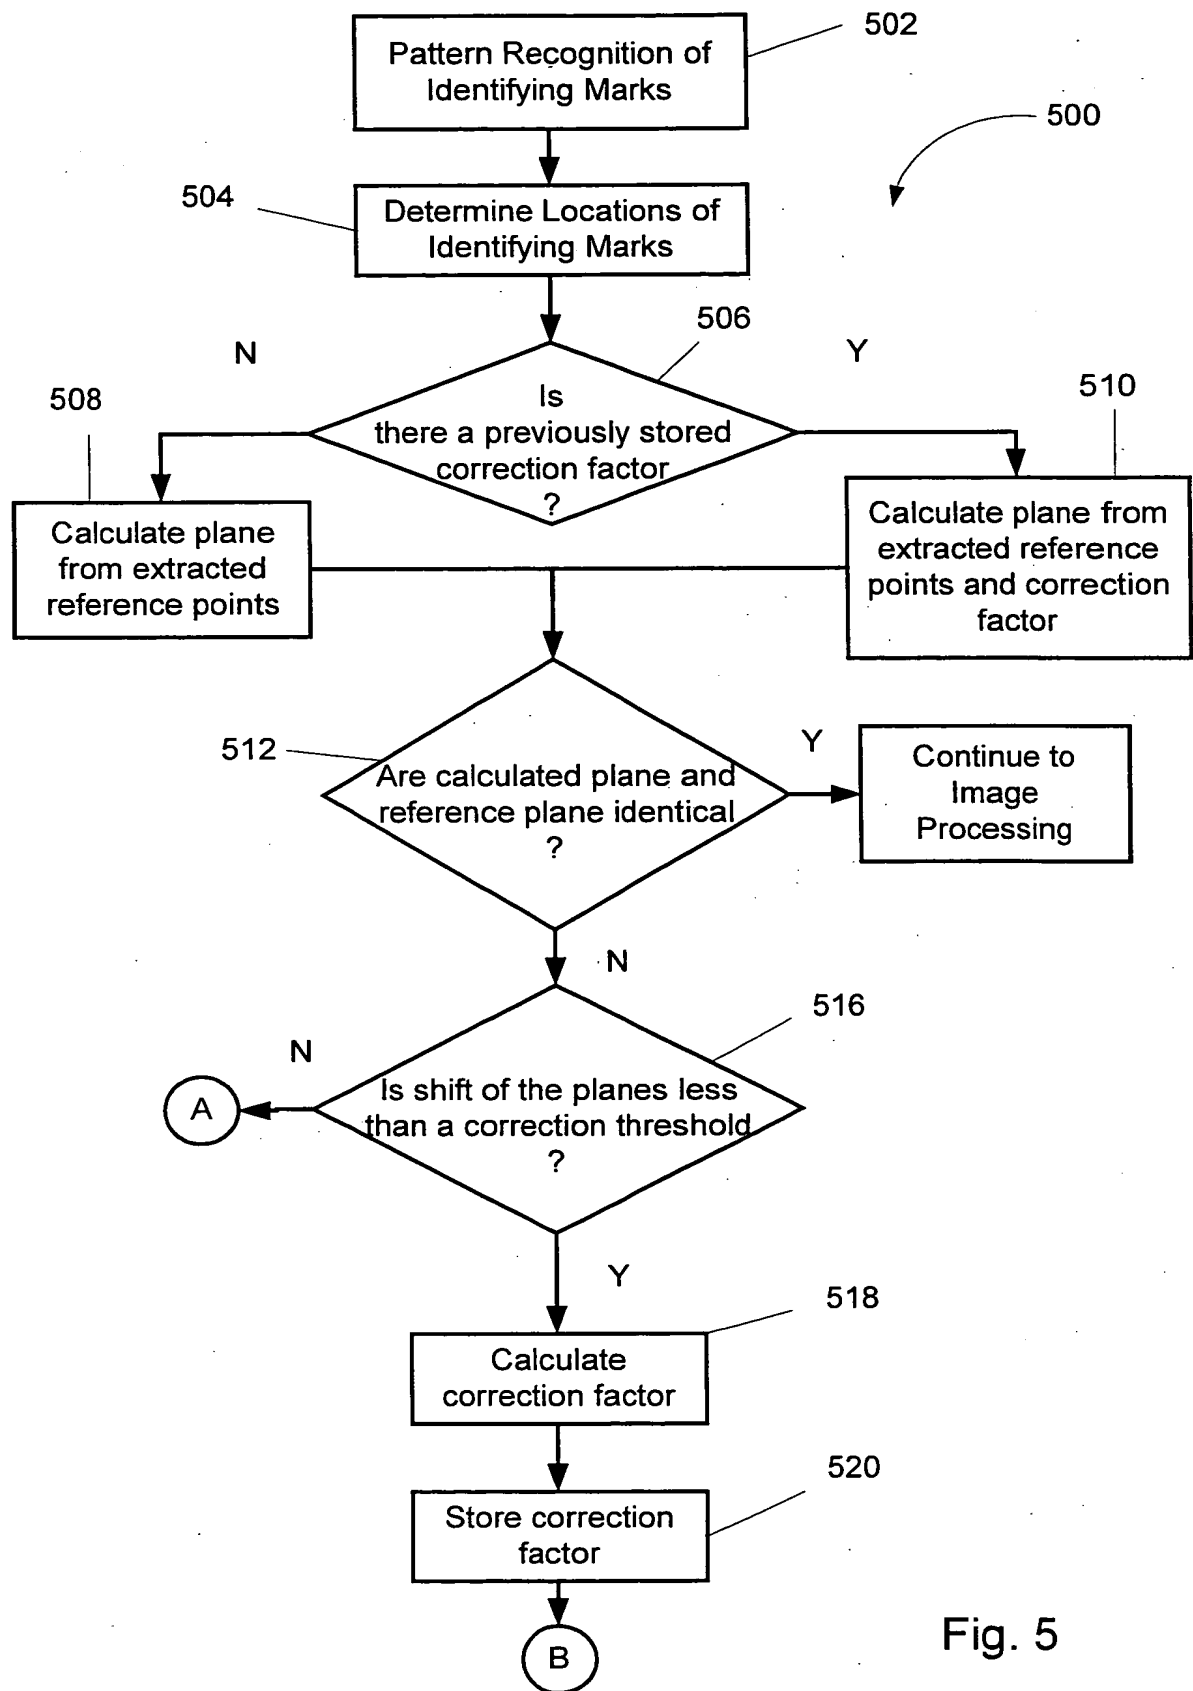 502
Pattern Recognition of
Identifying Marks
500
504
Determine Locations of
Identifying Marks
506
N
Y
508
510
Is
there a previously stored
correction factor
?
Calculate plane
from extracted
reference points
Calculate plane from
extracted reference
points and correction
factor
512
Y
Are calculated plane and
reference plane identical
?
Continue to
Image
Processing
N
516
N
A
Is shift of the planes less
than a correction threshold
?
Y
518
Calculate
correction factor
520
Store correction
factor
B
Fig. 5